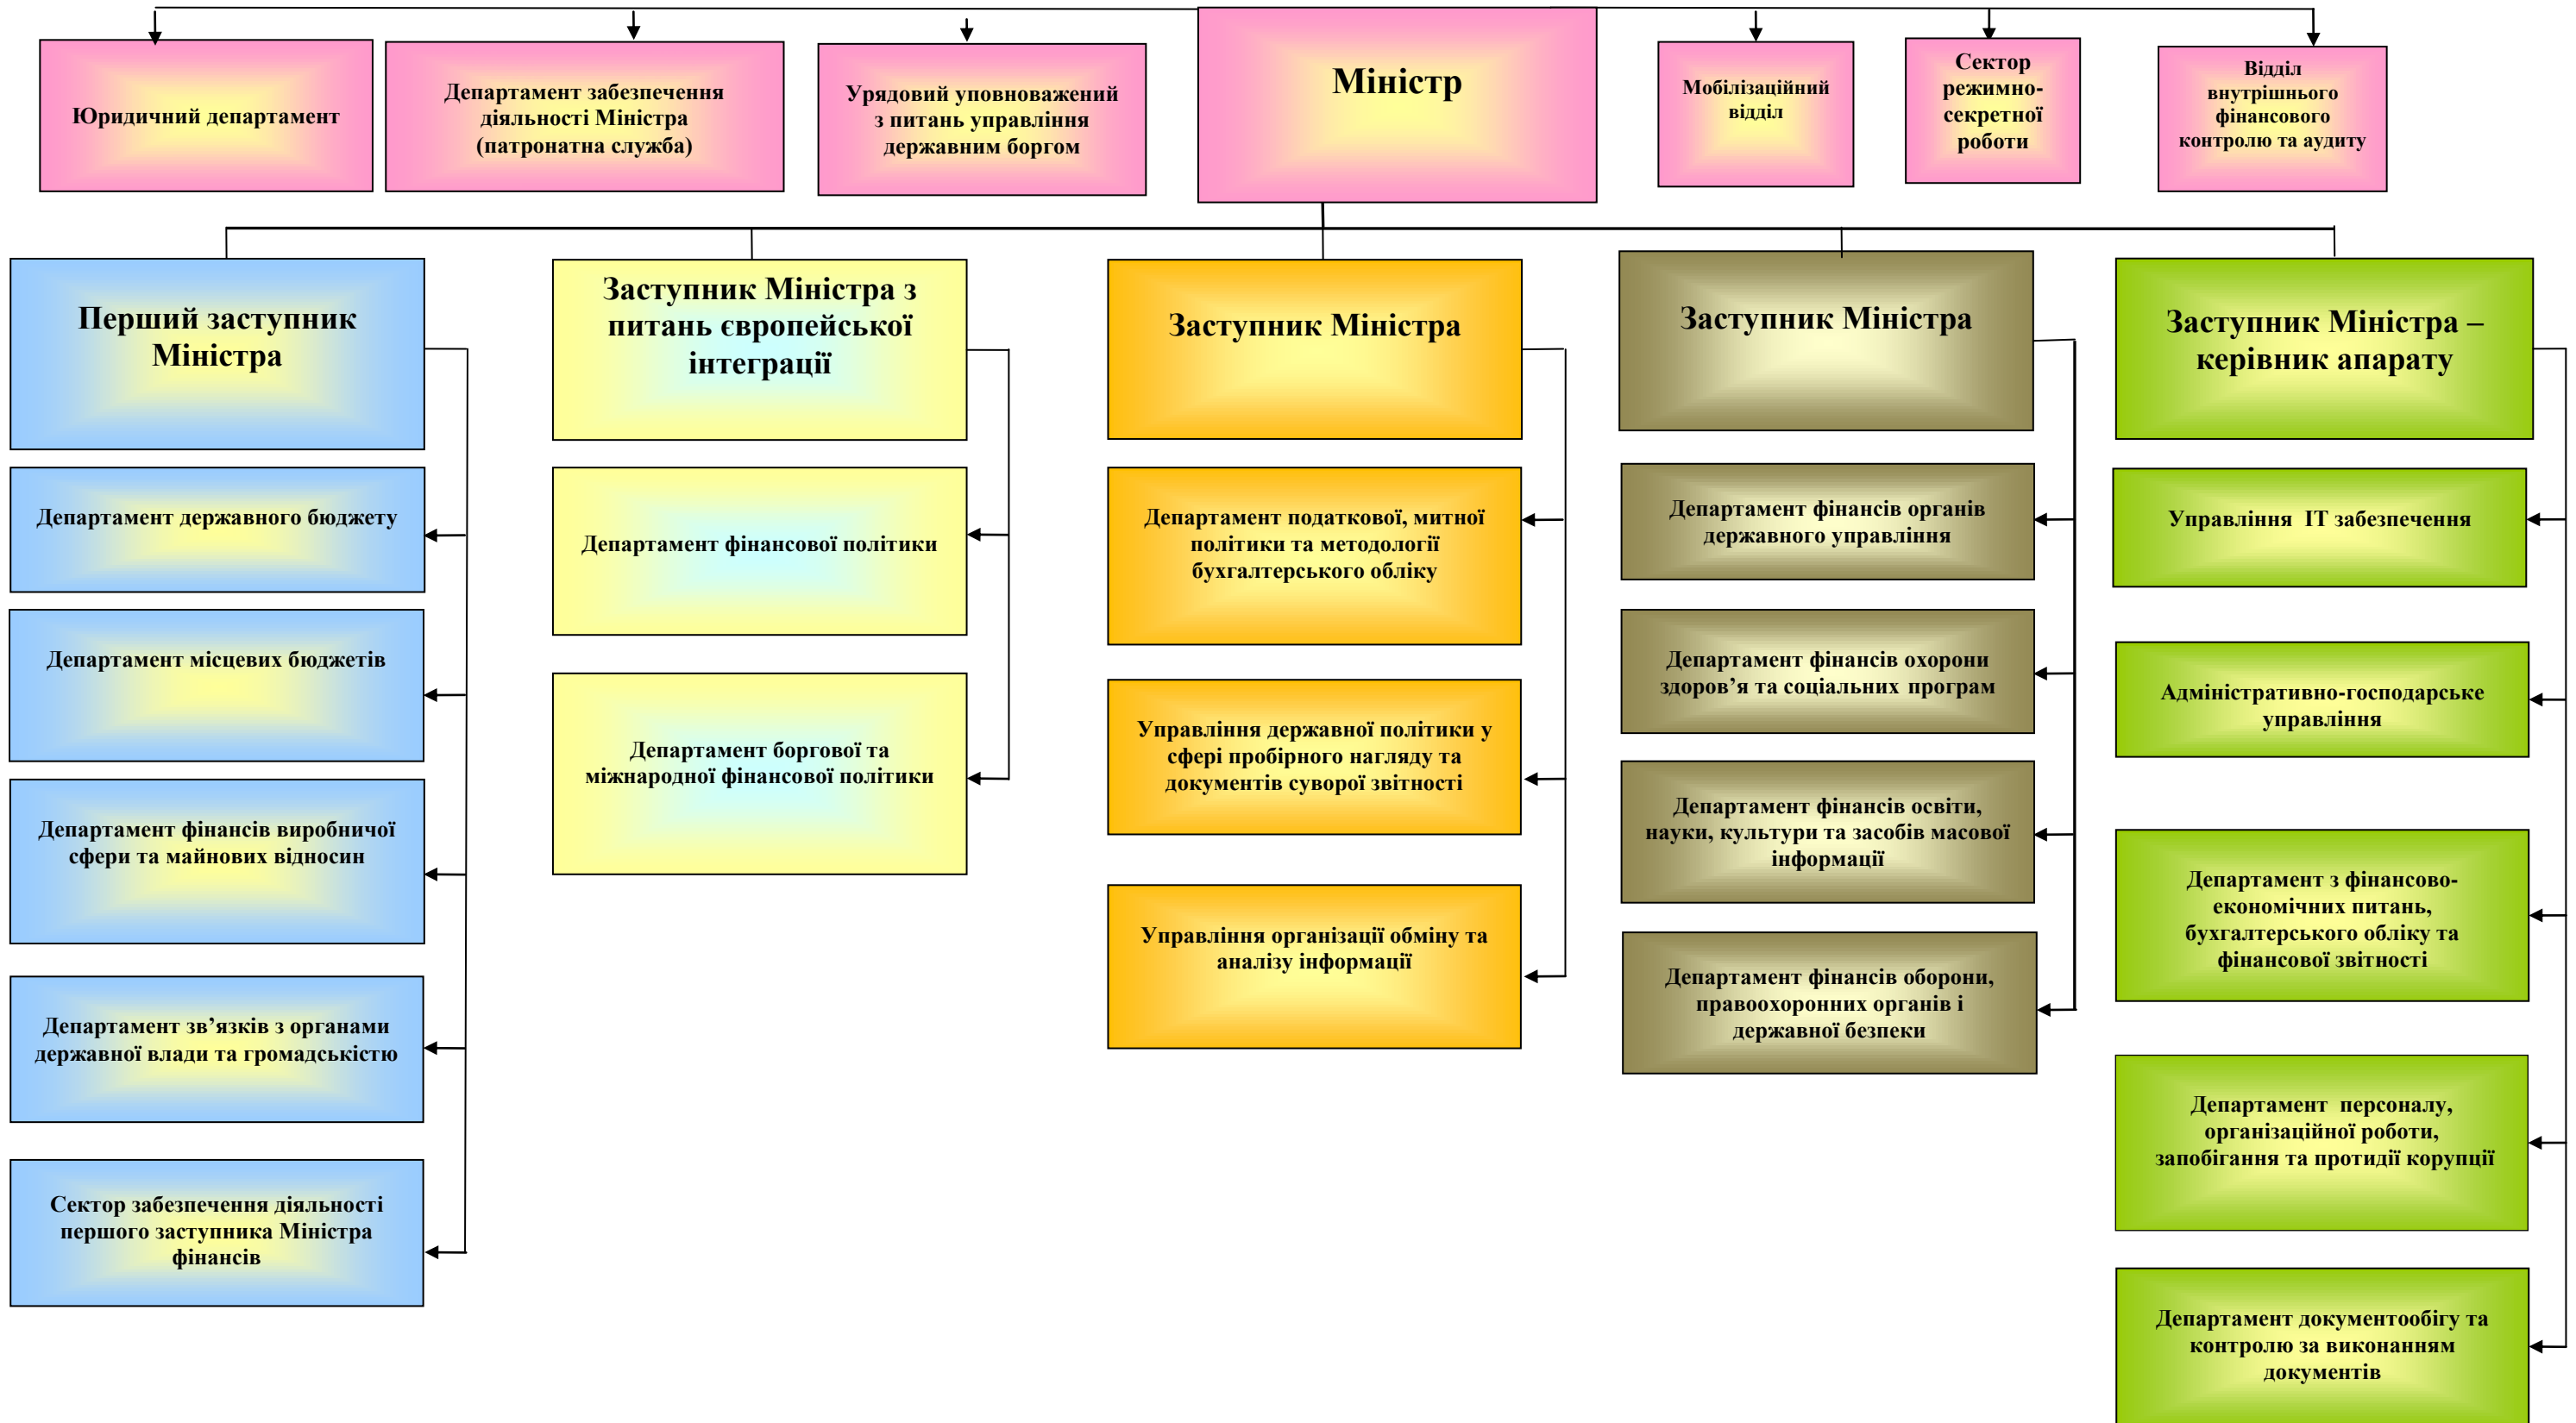 Юридичний департамент
Департамент забезпечення
діяльності Міністра
(патронатна служба)
Урядовий уповноважений
з питань управління
державним боргом
Міністр
Мобілізаційний
відділ
Сектор
режимно-
секретної
роботи
Відділ
внутрішнього
фінансового
контролю та аудиту
Перший заступник
Міністра
Заступник Міністра з
питань європейської
інтеграції
Заступник Міністра
Заступник Міністра
Заступник Міністра –
керівник апарату
Департамент державного бюджету
Департамент місцевих бюджетів
Департамент фінансів виробничої
сфери та майнових відносин
Департамент зв’язків з органами
державної влади та громадськістю
Сектор забезпечення діяльності
першого заступника Міністра
фінансів
Департамент фінансової політики
Департамент боргової та
міжнародної фінансової політики
Департамент податкової, митної
політики та методології
бухгалтерського обліку
Управління державної політики у
сфері пробірного нагляду та
документів суворої звітності
Управління організації обміну та
аналізу інформації
Департамент фінансів органів
державного управління
Департамент фінансів охорони
здоров’я та соціальних програм
Департамент фінансів освіти,
науки, культури та засобів масової
інформації
Департамент фінансів оборони,
правоохоронних органів і
державної безпеки
Управління ІТ забезпечення
Адміністративно-господарське
управління
Департамент з фінансово-
економічних питань,
бухгалтерського обліку та
фінансової звітності
Департамент персоналу,
організаційної роботи,
запобігання та протидії корупції
Департамент документообігу та
контролю за виконанням
документів